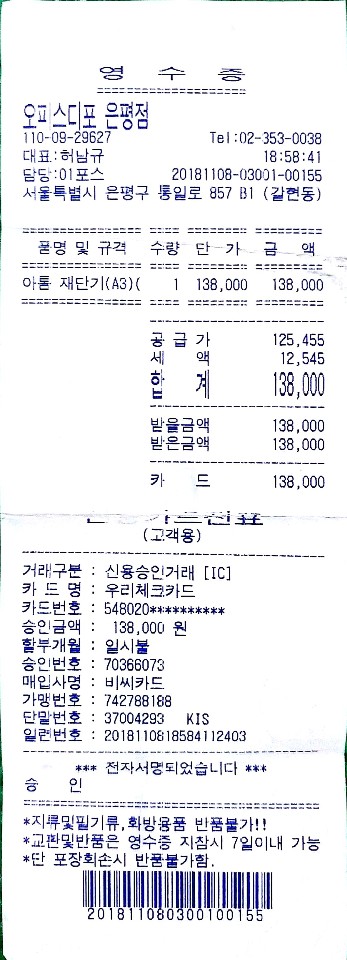 영 수 증
오피스디포 은평점
110-09-29627 Tel:02-353-0038
대표:허남규 18:58:41
담당:01포스 20181108-03001-00155
서울특별시 은평구 통일로 857 B1 (갈현동)
품명 및 규격 수량 단 가 금 액
아톰 재단기(A3)( 1 138,000 138,000
공 급 가 125,455
세 액 12,545
합 계 138,000
받을금액 138,000
받은금액 138,000
카 드 138,000
(고객용)
거래구분 : 신용승인거래 [IC]
카 드 명 : 우리체크카드
카드번호 : 548020**********
승인금액 : 138,000 원
할부개월 : 일시불
승인번호 : 70366073
매입사명 : 비씨카드
가맹번호 : 742788188
단말번호 : 37004293 KIS
일련번호 : 2018110818584112403
*** 전자서명되었습니다 ***
승 인
*지류및필기류,화방용품 반품불가!!
*교환및반품은 영수증 지참시 7일이내 가능
*단 포장회손시 반품불가함.
201811080300100155